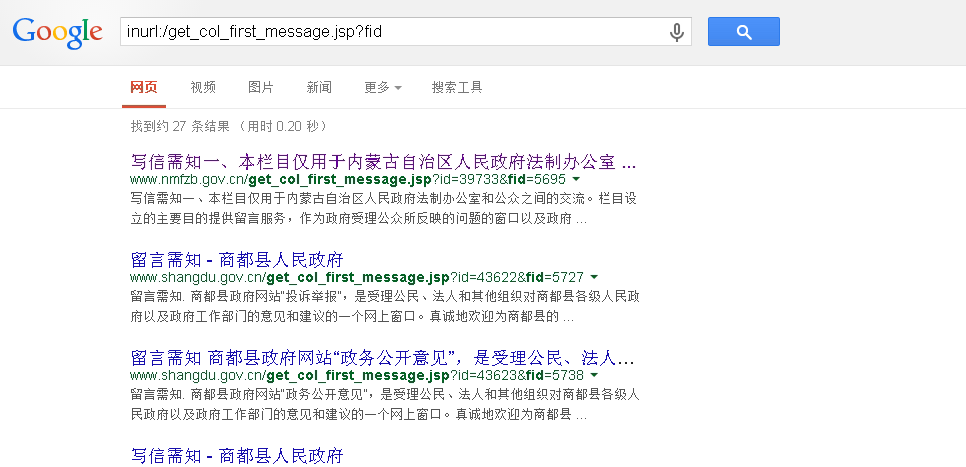 Google
inurl:/get_col_first_message.jsp?fid
网页 视频 图片 新闻 更多 搜索工具
找到约 27 条结果 （用时 0.20 秒）
写信需知一、本栏目仅用于内蒙古自治区人民政府法制办公室 ...
www.nmfzb.gov.cn/get_col_first_message.jsp?id=39733&fid=5695
写信需知一、本栏目仅用于内蒙古自治区人民政府法制办公室和公众之间的交流。栏目设
立的主要目的提供留言服务，作为政府受理公众所反映的问题的窗口以及政府 ...
留言需知 - 商都县人民政府
www.shangdu.gov.cn/get_col_first_message.jsp?id=43622&fid=5727
留言需知. 商都县政府网站“投诉举报”，是受理公民、法人和其他组织对商都县各级人民政
府以及政府工作部门的意见和建议的一个网上窗口。真诚地欢迎为商都县的 ...
留言需知 商都县政府网站“政务公开意见”，是受理公民、法人...
www.shangdu.gov.cn/get_col_first_message.jsp?id=43623&fid=5738
留言需知. 商都县政府网站“政务公开意见”，是受理公民、法人和其他组织对商都县各级人
民政府以及政府工作部门的意见和建议的一个网上窗口。真诚地欢迎为商都县 ...
写信需知 - 商都县人民政府